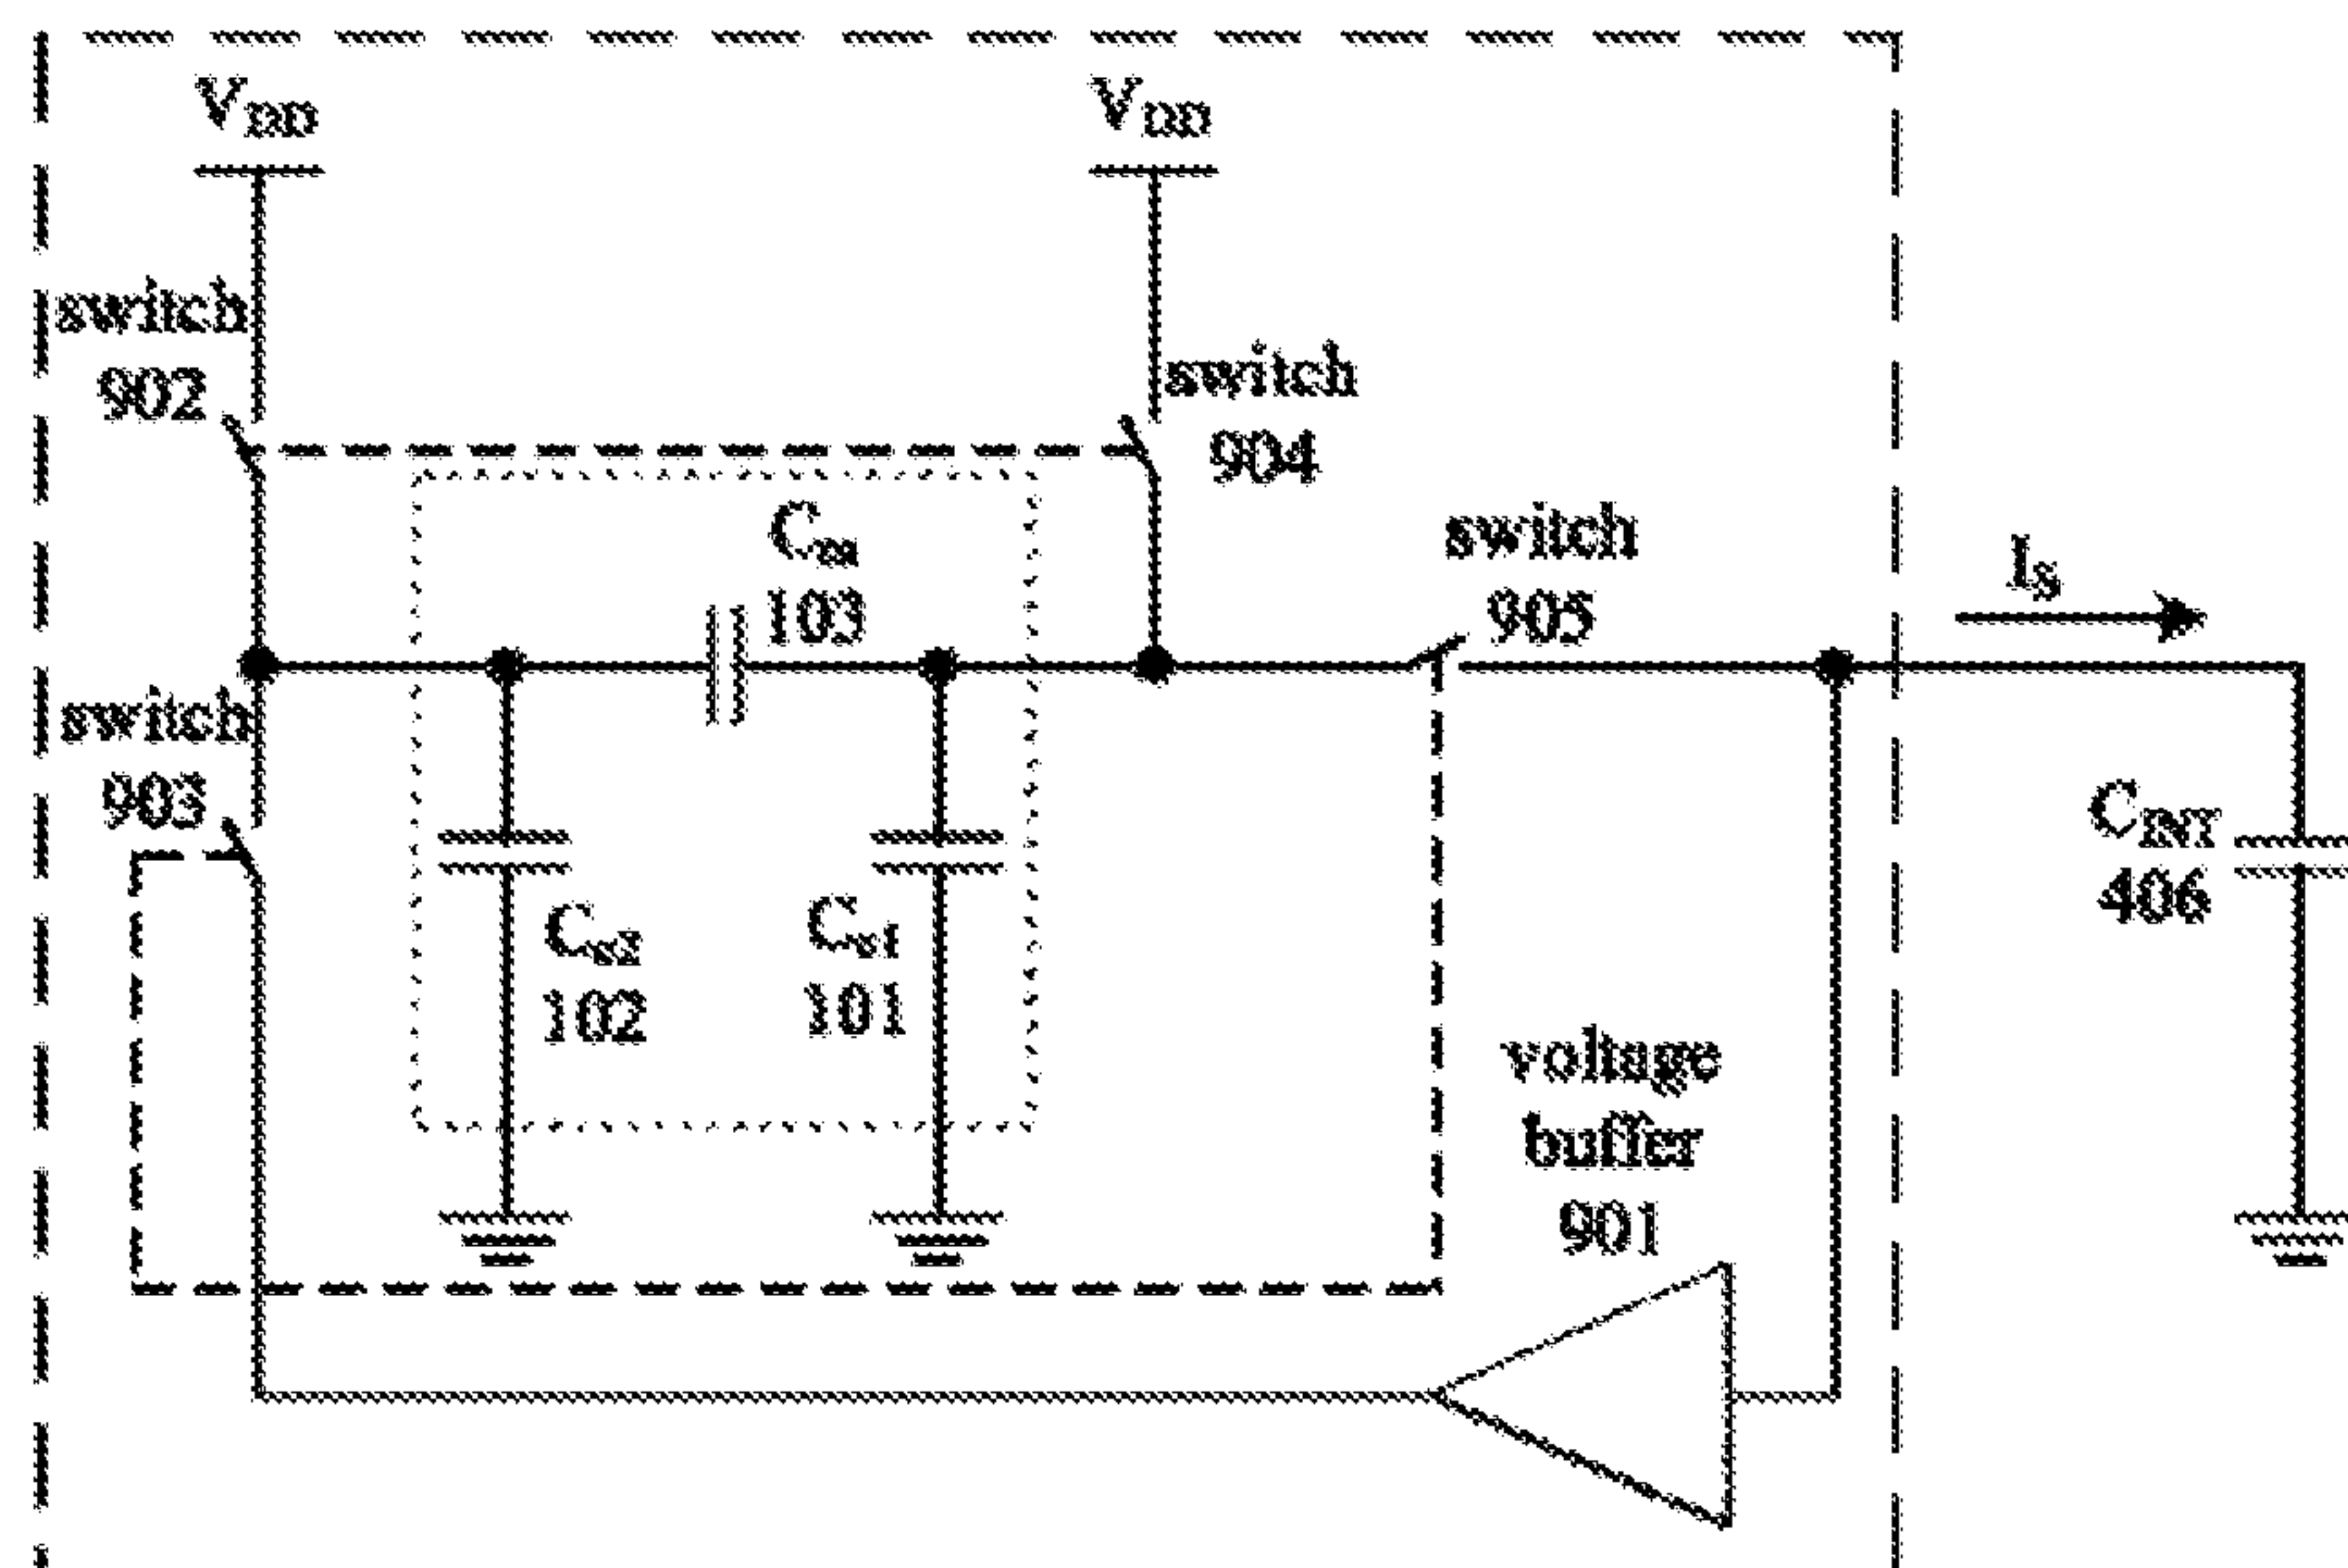 VDD
VDD
switch
902
switch
904
Cm
103
switch
905
IS
switch
903
CINT
406
Cs2
102
Cs1
101
voltage
buffer
901